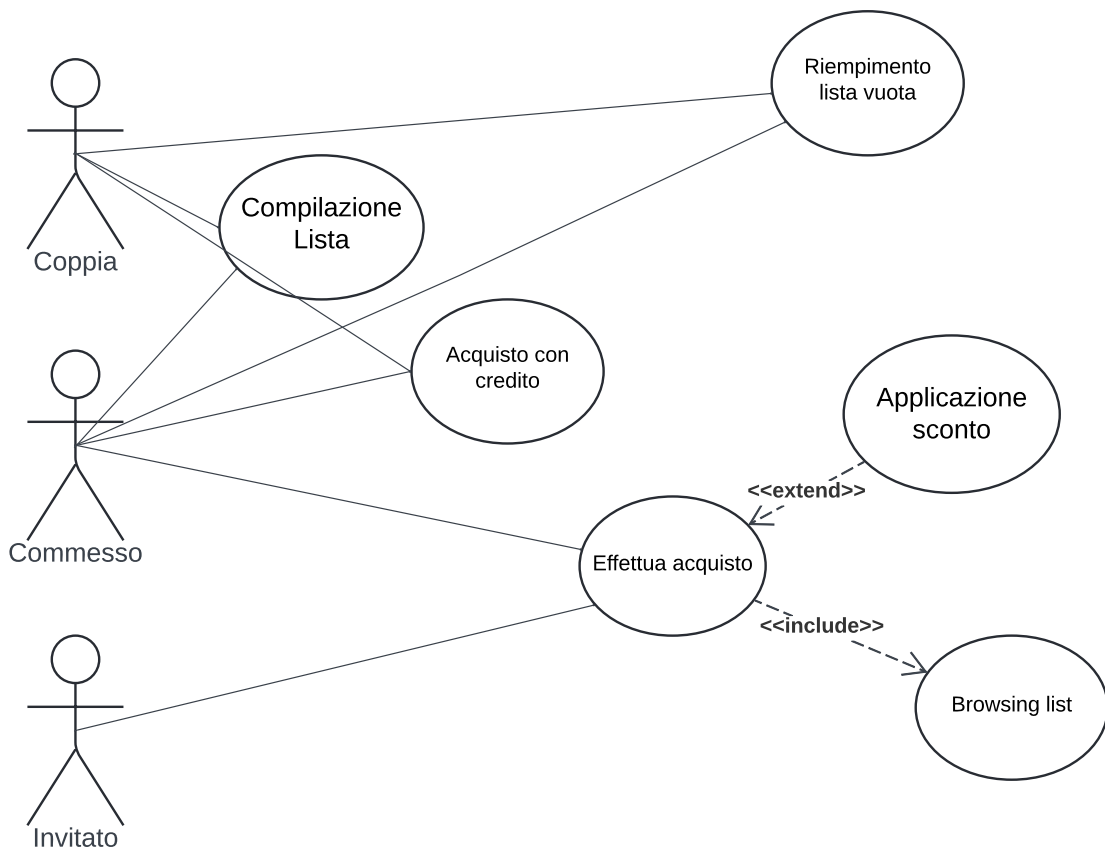 Riempimento
lista vuota
Compilazione
Lista
Coppia
Acquisto con
credito
Applicazione
sconto
<<extend>>
Commesso
Effettua acquisto
<<include>>
Browsing list
Invitato